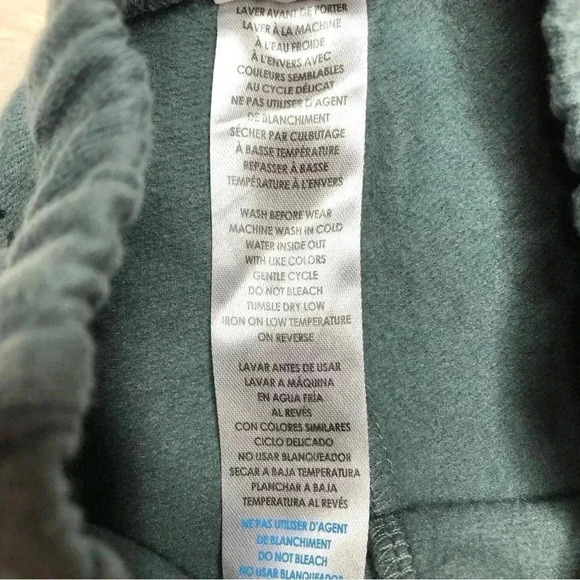 LAVER AVANT DE PORTER
LAVER À LA MACHINE
À L'EAU FROIDE
À L'ENVERS AVEC
COULEURS SEMBLABLES
AU CYCLE DÉLICAT
NE PAS UTILISER D'AGENT
DE BLANCHIMENT
SÉCHER PAR CULBUTAGE
À BASSE TEMPÉRATURE
REPASSER À BASSE
TEMPÉRATURE À L'ENVERS
WASH BEFORE WEAR
MACHINE WASH IN COLD
WATER INSIDE OUT
WITH LIKE COLORS
GENTLE CYCLE
DO NOT BLEACH
TUMBLE DRY LOW
IRON ON LOW TEMPERATURE
ON REVERSE
LAVAR ANTES DE USAR
LAVAR A MÁQUINA
EN AGUA FRÍA
AL REVÉS
CON COLORES SIMILARES
CICLO DELICADO
NO USAR BLANQUEADOR
SECAR A BAJA TEMPERATURA
PLANCHAR A BAJA
TEMPERATURA AL REVÉS
NE PAS UTILISER D'AGENT
DE BLANCHIMENT
DO NOT BLEACH
NO USAR BLANQUEADOR